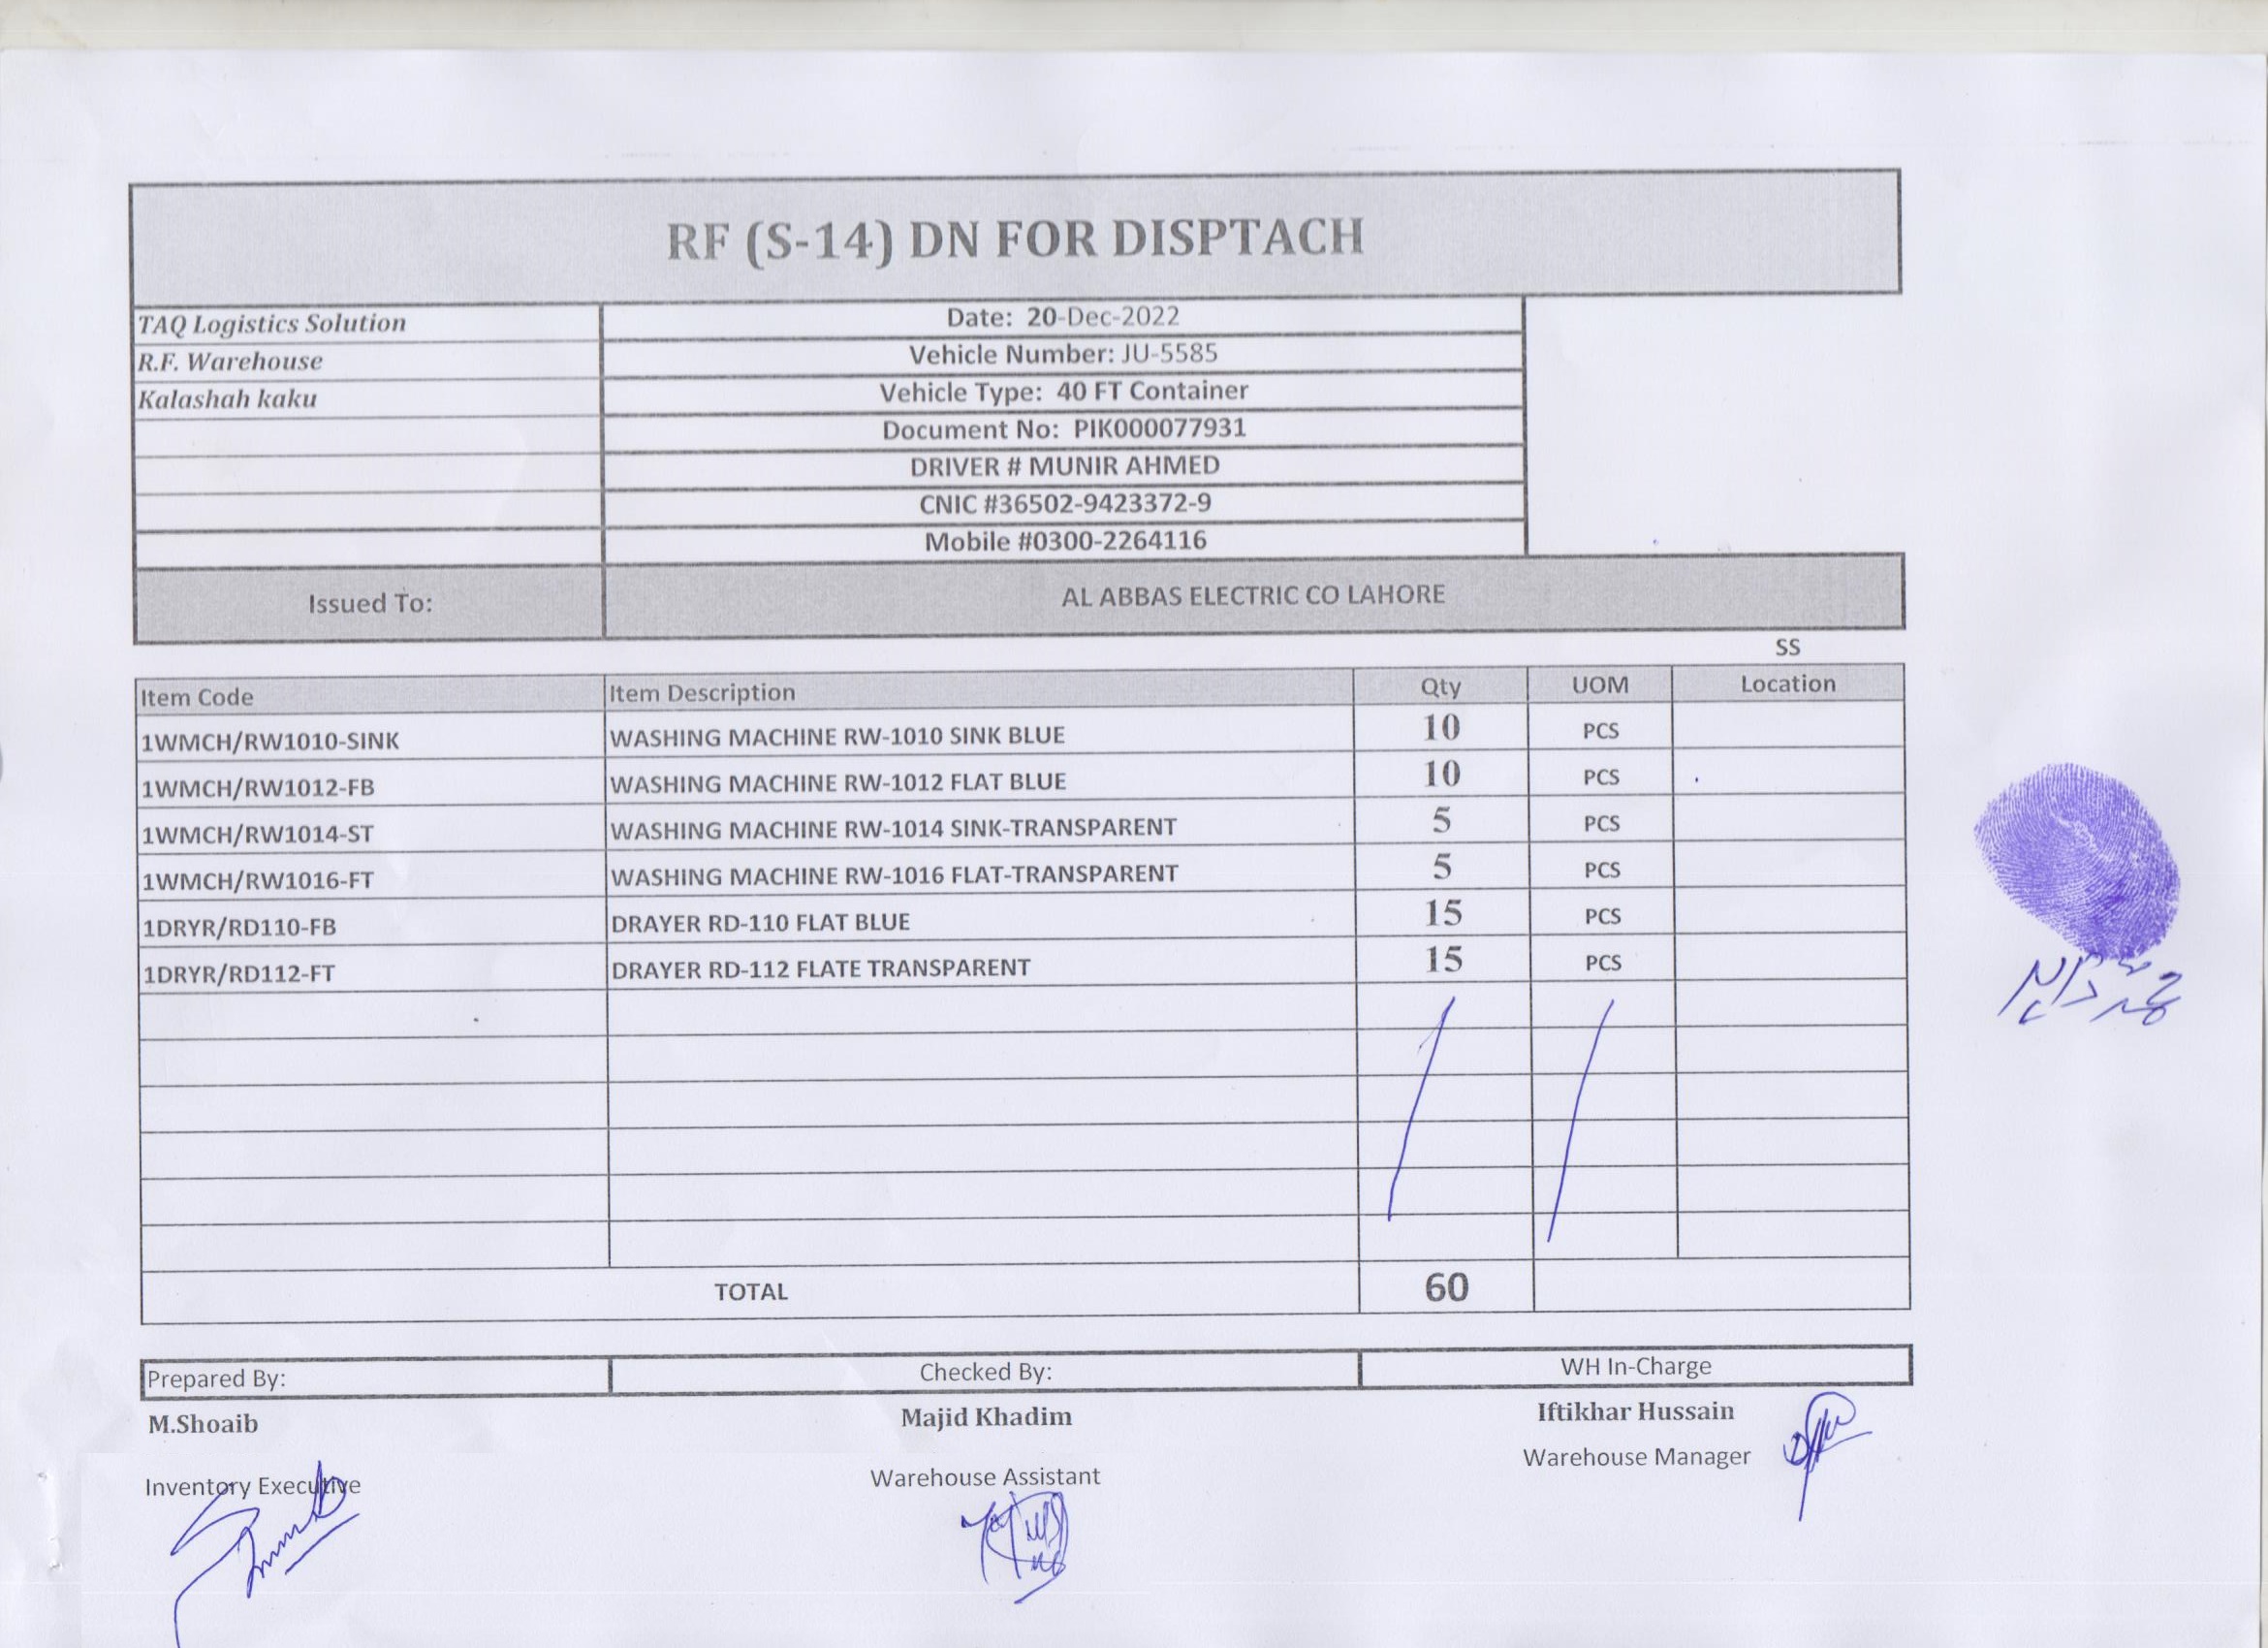 RF (S-14) DN FOR DISPTACH
TAQ Logistics Solution
Date: 20-Dec-2022
R.F. Warehouse
Vehicle Number: JU-5585
Kalashah kaku
Vehicle Type: 40 FT Container
Document No: PIK000077931
DRIVER # MUNIR AHMED
CNIC #36502-9423372-9
Mobile #0300-2264116
Issued To: AL ABBAS ELECTRIC CO LAHORE
SS
Item Code Item Description Qty UOM Location
1WMCH/RW1010-SINK WASHING MACHINE RW-1010 SINK BLUE 10 PCS
1WMCH/RW1012-FB WASHING MACHINE RW-1012 FLAT BLUE 10 PCS
1WMCH/RW1014-ST WASHING MACHINE RW-1014 SINK-TRANSPARENT 5 PCS
1WMCH/RW1016-FT WASHING MACHINE RW-1016 FLAT-TRANSPARENT 5 PCS
1DRYR/RD110-FB DRAYER RD-110 FLAT BLUE 15 PCS
1DRYR/RD112-FT DRAYER RD-112 FLATE TRANSPARENT 15 PCS
TOTAL 60
Prepared By: Checked By: WH In-Charge
M.Shoaib Majid Khadim Iftikhar Hussain
Inventory Executive Warehouse Assistant Warehouse Manager